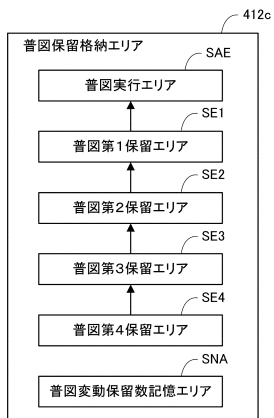 412c
普図保留格納エリア
SAE
普図実行エリア
SE1
普図第1保留エリア
SE2
普図第2保留エリア
SE3
普図第3保留エリア
SE4
普図第4保留エリア
SNA
普図変動保留数記憶エリア